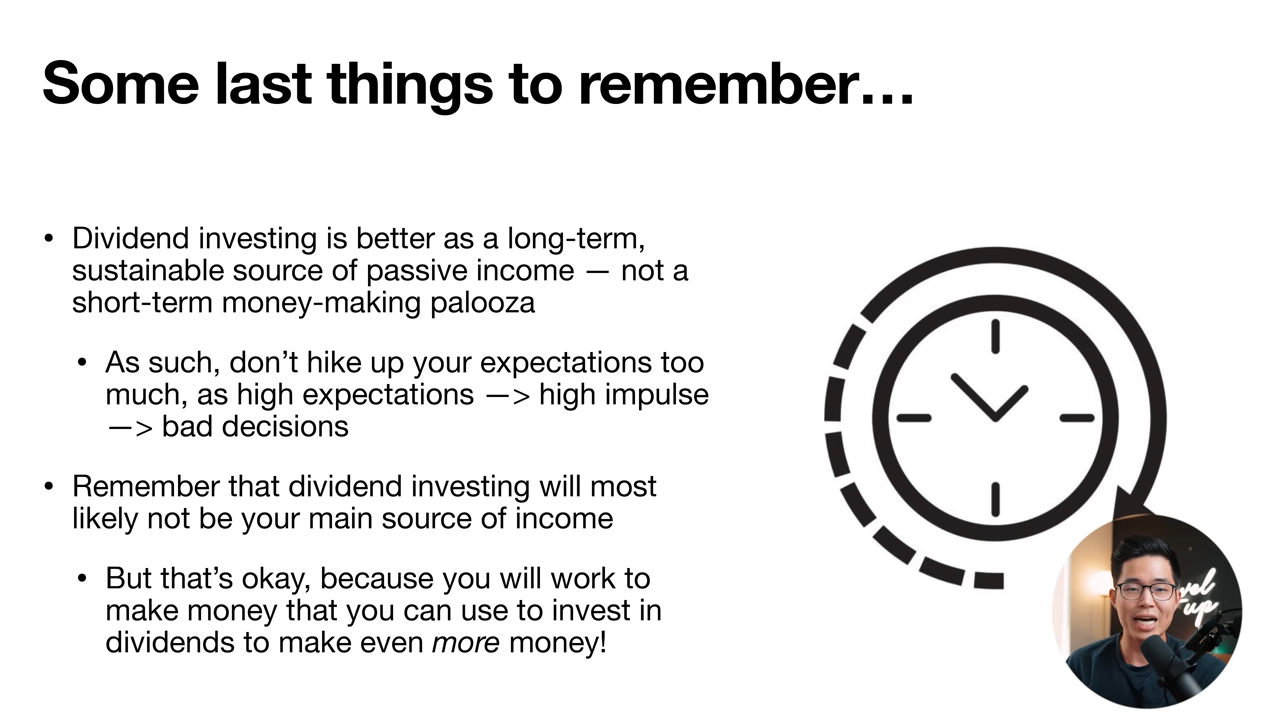 Some last things to remember…
• Dividend investing is better as a long-term,
sustainable source of passive income — not a
short-term money-making palooza
• As such, don’t hike up your expectations too
much, as high expectations —> high impulse
—> bad decisions
• Remember that dividend investing will most
likely not be your main source of income
• But that’s okay, because you will work to
make money that you can use to invest in
dividends to make even more money!
up